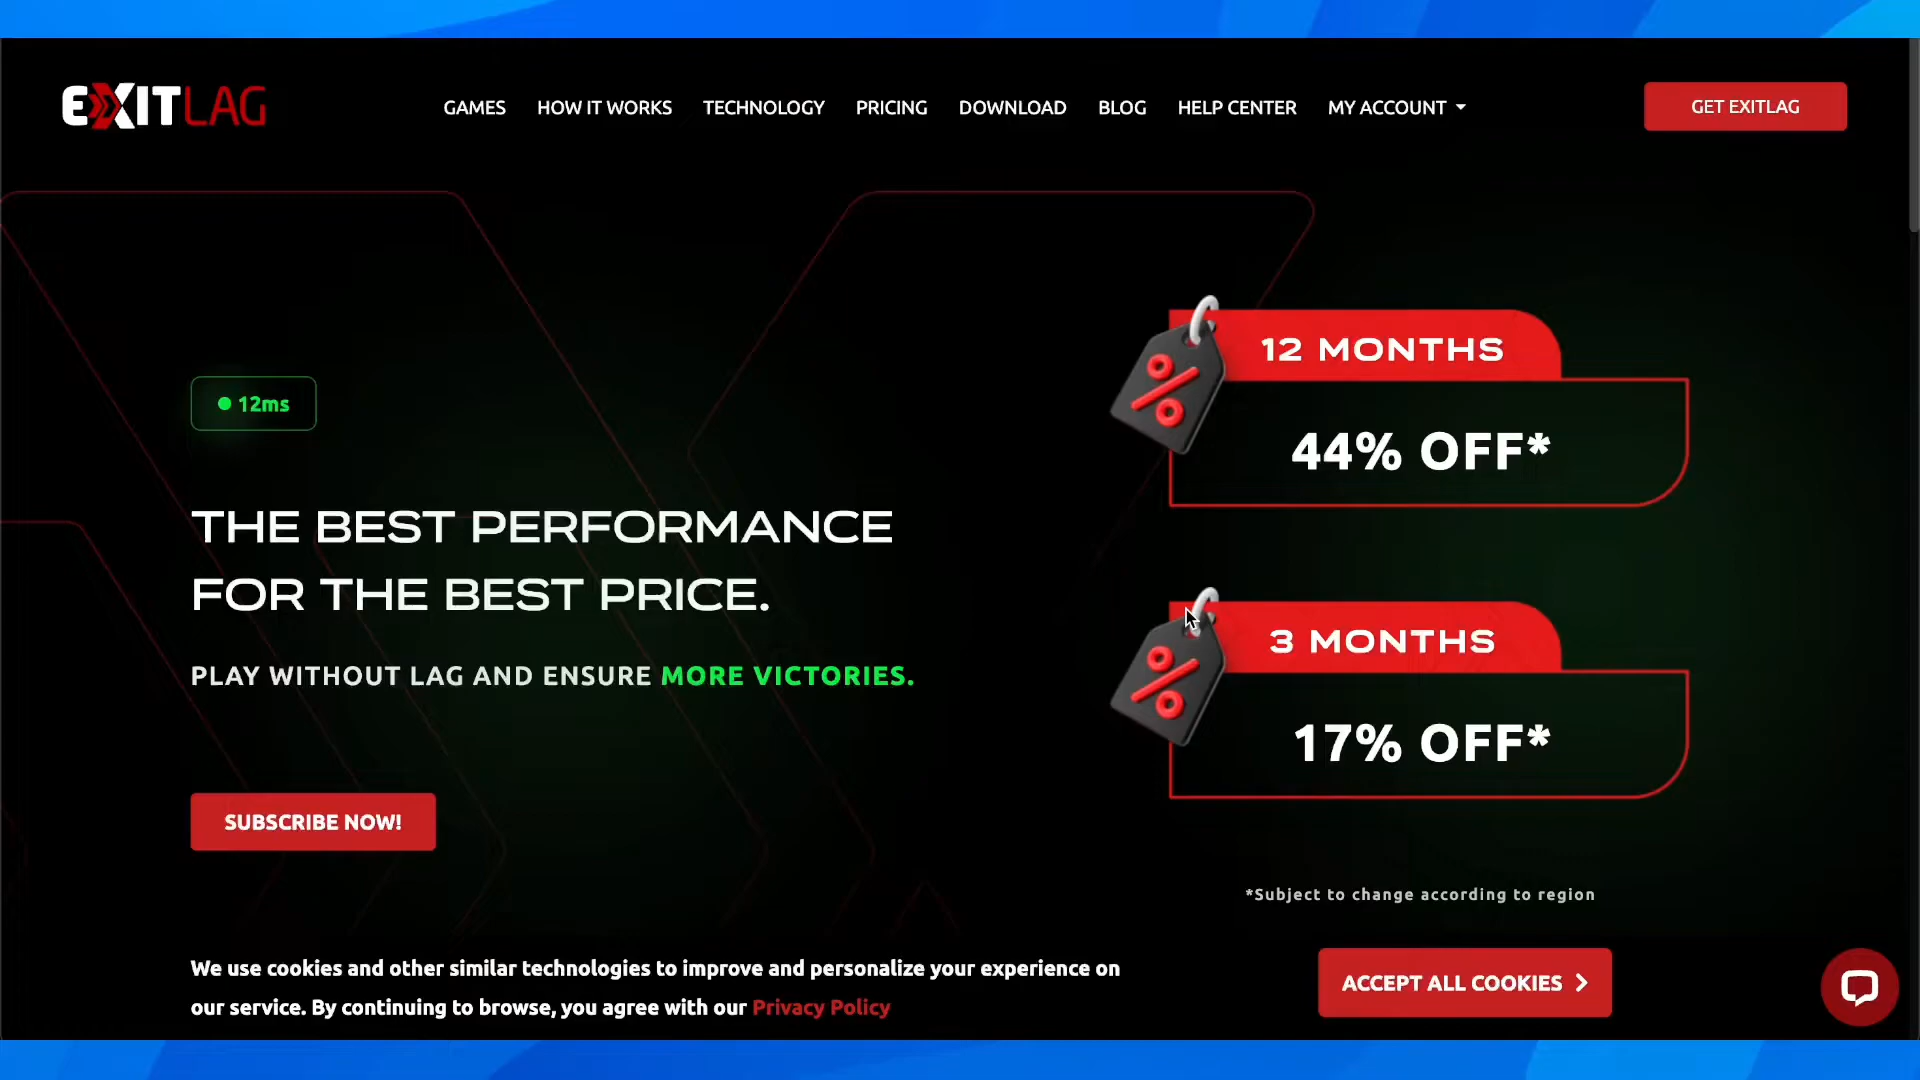 EXITLAG
GAMES
HOW IT WORKS
TECHNOLOGY
PRICING
DOWNLOAD
BLOG
HELP CENTER
MY ACCOUNT
GET EXITLAG
12ms
THE BEST PERFORMANCE
FOR THE BEST PRICE.
PLAY WITHOUT LAG AND ENSURE MORE VICTORIES.
SUBSCRIBE NOW!
%
12 MONTHS
44% OFF*
%
3 MONTHS
17% OFF*
*Subject to change according to region
We use cookies and other similar technologies to improve and personalize your experience on
our service. By continuing to browse, you agree with our Privacy Policy
ACCEPT ALL COOKIES